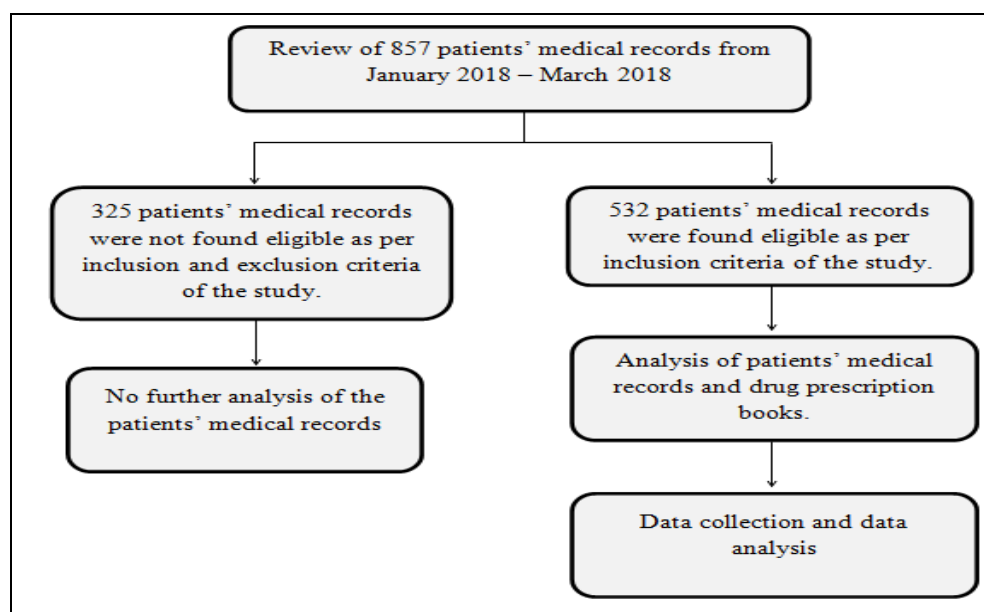 Review of 857 patients’ medical records from
January 2018 – March 2018
325 patients’ medical records
were not found eligible as per
inclusion and exclusion criteria
of the study.
532 patients’ medical records
were found eligible as per
inclusion criteria of the study.
No further analysis of the
patients’ medical records
Analysis of patients’ medical
records and drug prescription
books.
Data collection and data
analysis